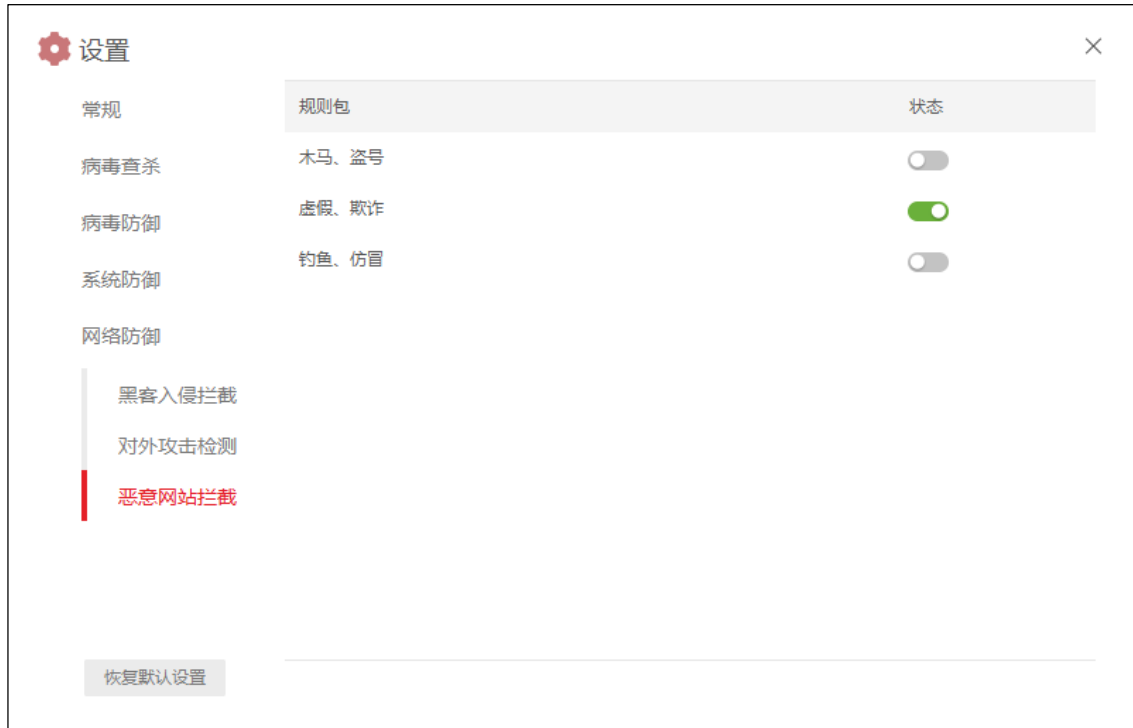 设置
常规
病毒查杀
病毒防御
系统防御
网络防御
黑客入侵拦截
对外攻击检测
恶意网站拦截
恢复默认设置
规则包 状态
木马、盗号
虚假、欺诈
钓鱼、仿冒